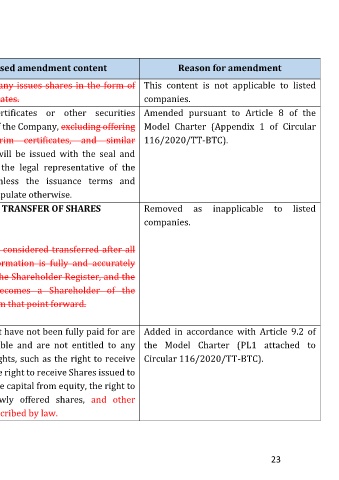 sed amendment content
Reason for amendment
any issues shares in the form of
ates.
This content is not applicable to listed
companies.
rtificates or other securities
f the Company, excluding offering
rim certificates, and similar
will be issued with the seal and
the legal representative of the
nless the issuance terms and
pulate otherwise.
Amended pursuant to Article 8 of the
Model Charter (Appendix 1 of Circular
116/2020/TT-BTC).
TRANSFER OF SHARES
considered transferred after all
ormation is fully and accurately
he Shareholder Register, and the
ecomes a Shareholder of the
m that point forward.
Removed as inapplicable to listed
companies.
t have not been fully paid for are
ble and are not entitled to any
ghts, such as the right to receive
e right to receive Shares issued to
e capital from equity, the right to
wly offered shares, and other
cribed by law.
Added in accordance with Article 9.2 of
the Model Charter (PL1 attached to
Circular 116/2020/TT-BTC).
23